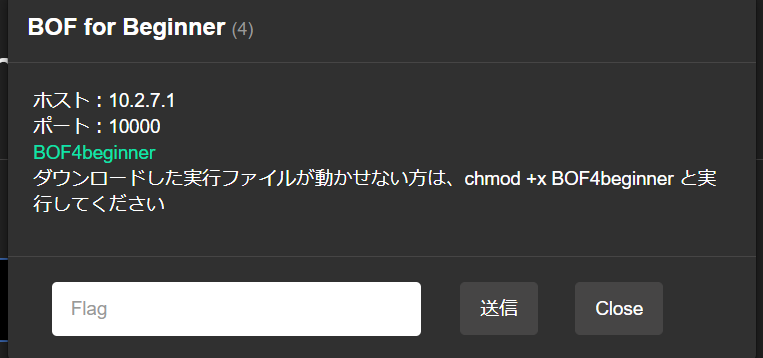 BOF for Beginner (4)
ホスト : 10.2.7.1
ポート : 10000
BOF4beginner
ダウンロードした実行ファイルが動かせない方は、chmod +x BOF4beginner と実
行してください
Flag
送信
Close